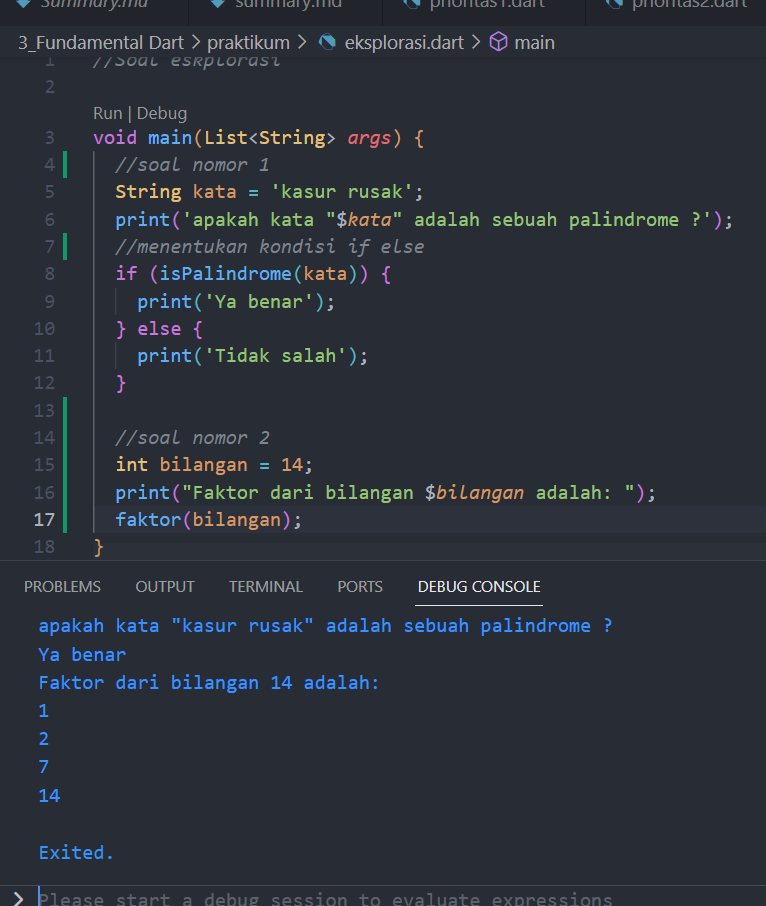 Summary.md summary.md prioritas1.dart prioritas2.dart
3_Fundamental Dart > praktikum > eksplorasi.dart > main
1 //Soal eskplorasi
2
Run | Debug
3 void main(List<String> args) {
4 //soal nomor 1
5 String kata = 'kasur rusak';
6 print('apakah kata "$kata" adalah sebuah palindrome ?');
7 //menentukan kondisi if else
8 if (isPalindrome(kata)) {
9 print('Ya benar');
10 } else {
11 print('Tidak salah');
12 }
13
14 //soal nomor 2
15 int bilangan = 14;
16 print("Faktor dari bilangan $bilangan adalah: ");
17 faktor(bilangan);
18 }
PROBLEMS OUTPUT TERMINAL PORTS DEBUG CONSOLE
apakah kata "kasur rusak" adalah sebuah palindrome ?
Ya benar
Faktor dari bilangan 14 adalah:
1
2
7
14
Exited.
> Please start a debug session to evaluate expressions